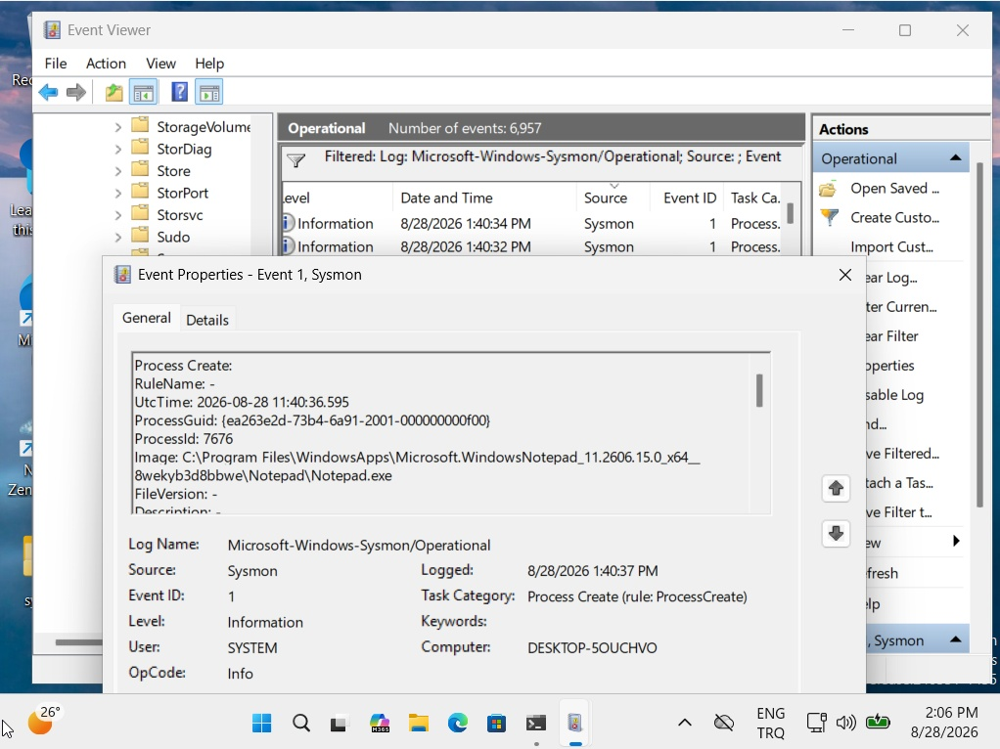 Event Viewer
File Action View Help
StorageVolume
StorDiag
Store
StorPort
Storsvc
Sudo
Operational Number of events: 6,957
Filtered: Log: Microsoft-Windows-Sysmon/Operational; Source: ; Event
evel Date and Time Source Event ID Task Ca.
Information 8/28/2026 1:40:34 PM Sysmon 1 Process.
Information 8/28/2026 1:40:32 PM Sysmon 1 Process.
Actions
Operational
Open Saved ...
Create Custo...
Import Cust...
ear Log...
ter Curren...
ear Filter
operties
sable Log
nd...
ve Filtered...
tach a Tas...
ve Filter t...
ew
fresh
elp
, Sysmon
Event Properties - Event 1, Sysmon
General Details
Process Create:
RuleName: -
UtcTime: 2026-08-28 11:40:36.595
ProcessGuid: {ea263e2d-73b4-6a91-2001-000000000f00}
ProcessId: 7676
Image: C:\Program Files\WindowsApps\Microsoft.WindowsNotepad_11.2606.15.0_x64__
8wekyb3d8bbwe\Notepad\Notepad.exe
FileVersion: -
Description: -
Log Name: Microsoft-Windows-Sysmon/Operational
Source: Sysmon Logged: 8/28/2026 1:40:37 PM
Event ID: 1 Task Category: Process Create (rule: ProcessCreate)
Level: Information Keywords:
User: SYSTEM Computer: DESKTOP-5OUCHVO
OpCode: Info
Rec
Lea
this
M
N
Zen
sy
26°
M365
ENG
TRQ
2:06 PM
8/28/2026